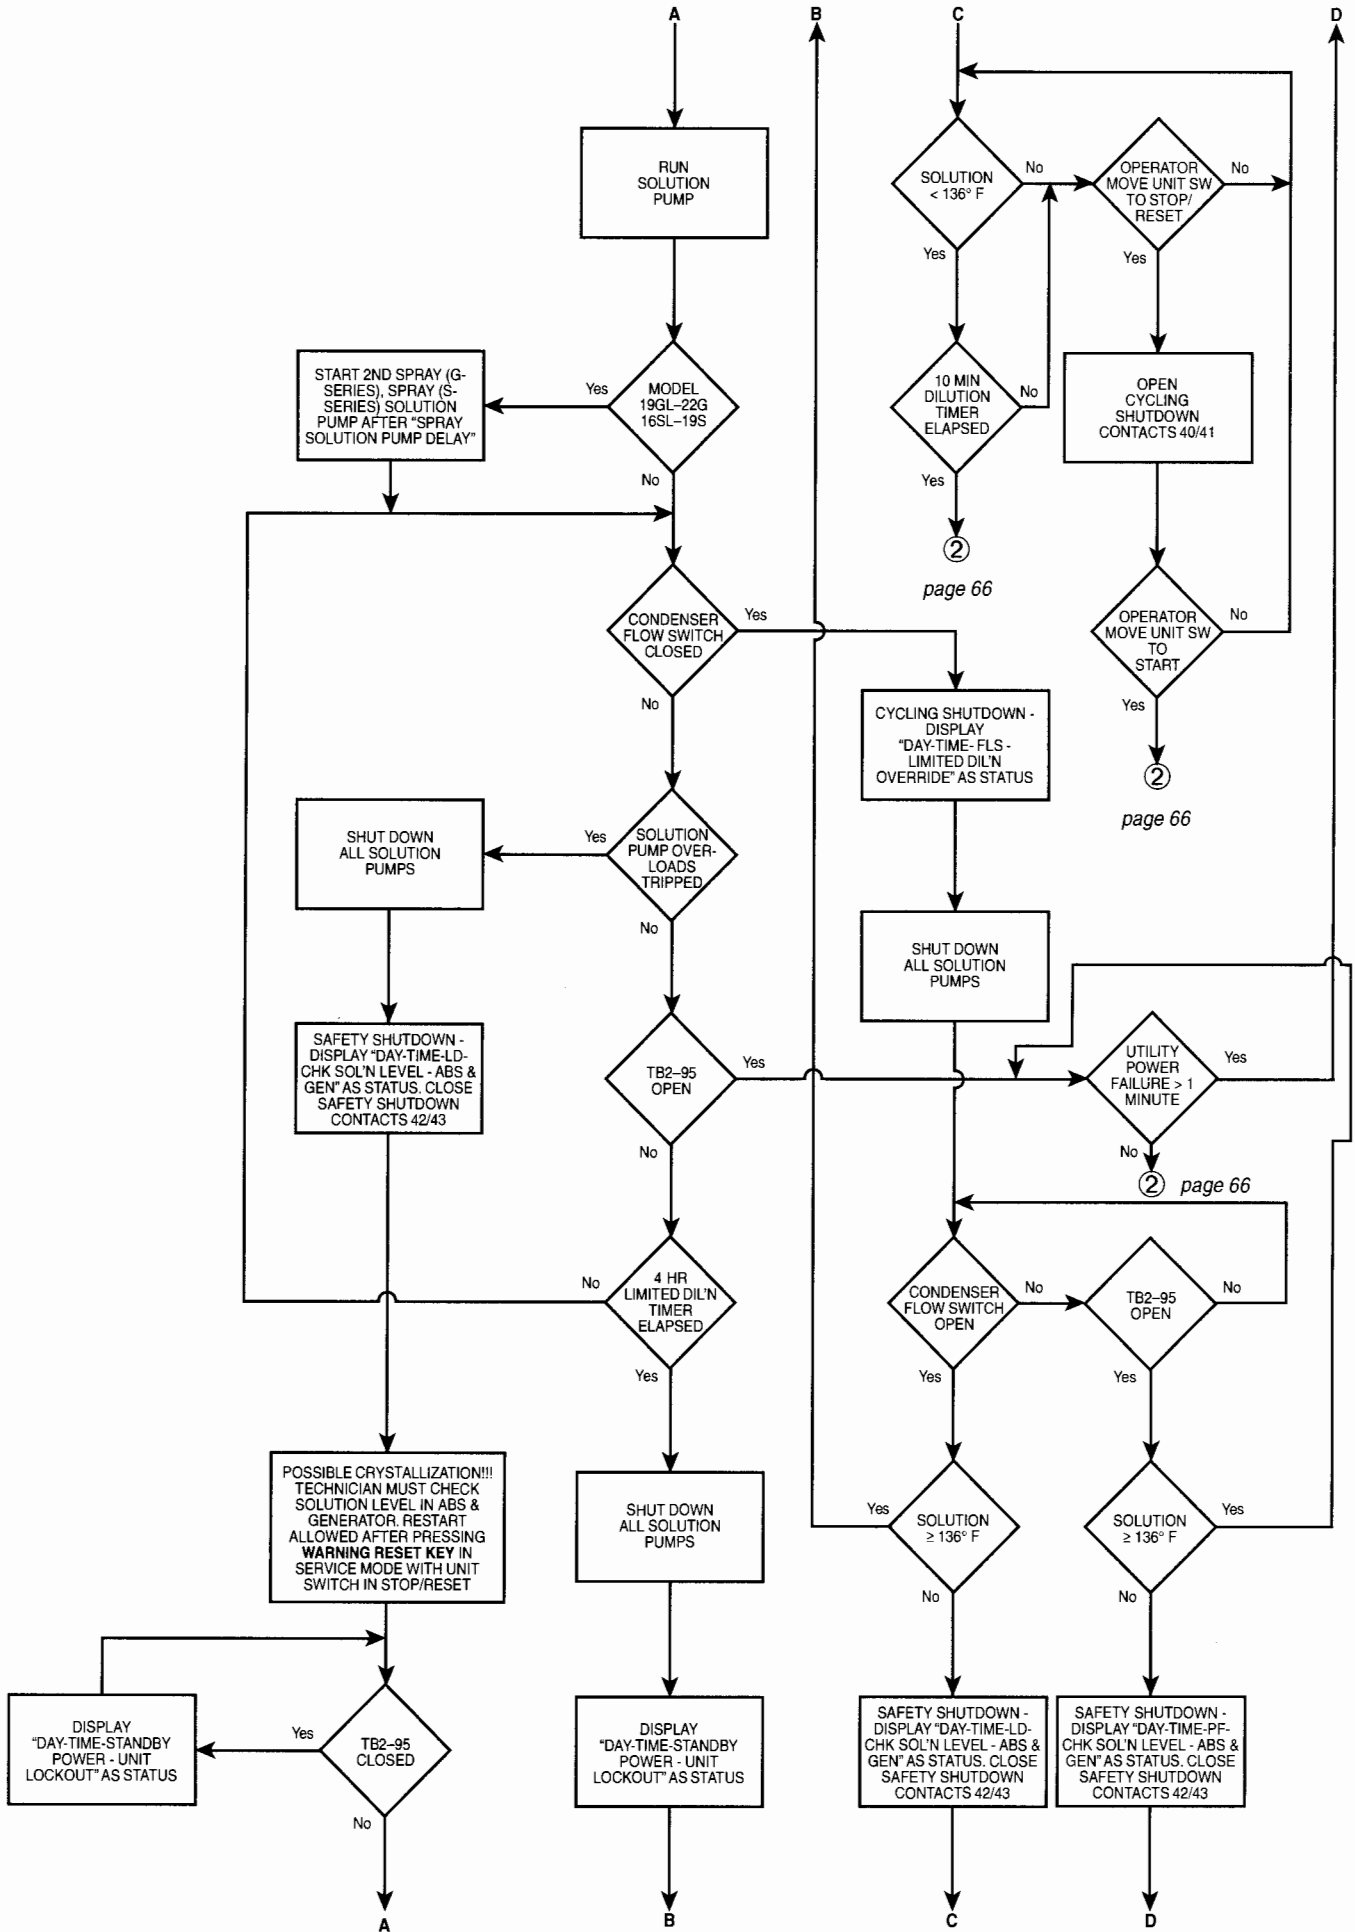 A
B
C
D
RUN
SOLUTION
PUMP
START 2ND SPRAY (G-
SERIES), SPRAY (S-
SERIES) SOLUTION
PUMP AFTER “SPRAY
SOLUTION PUMP DELAY”
Yes
MODEL
19GL–22G
16SL–19S
No
CONDENSER
FLOW SWITCH
CLOSED
Yes
No
SHUT DOWN
ALL SOLUTION
PUMPS
Yes
SOLUTION
PUMP OVER-
LOADS
TRIPPED
No
SAFETY SHUTDOWN -
DISPLAY “DAY-TIME-LD-
CHK SOL’N LEVEL - ABS &
GEN” AS STATUS. CLOSE
SAFETY SHUTDOWN
CONTACTS 42/43
TB2–95
OPEN
Yes
No
No
4 HR
LIMITED DIL’N
TIMER
ELAPSED
Yes
POSSIBLE CRYSTALLIZATION!!!
TECHNICIAN MUST CHECK
SOLUTION LEVEL IN ABS &
GENERATOR. RESTART
ALLOWED AFTER PRESSING
WARNING RESET KEY IN
SERVICE MODE WITH UNIT
SWITCH IN STOP/RESET
SHUT DOWN
ALL SOLUTION
PUMPS
DISPLAY
“DAY-TIME-STANDBY
POWER - UNIT
LOCKOUT” AS STATUS
Yes
TB2–95
CLOSED
No
DISPLAY
“DAY-TIME-STANDBY
POWER - UNIT
LOCKOUT” AS STATUS
SOLUTION
< 136° F
No
Yes
OPERATOR
MOVE UNIT SW
TO STOP/
RESET
No
Yes
10 MIN
DILUTION
TIMER
ELAPSED
No
Yes
2
page 66
OPEN
CYCLING
SHUTDOWN
CONTACTS 40/41
OPERATOR
MOVE UNIT SW
TO
START
No
Yes
2
page 66
CYCLING SHUTDOWN -
DISPLAY
“DAY-TIME- FLS -
LIMITED DIL’N
OVERRIDE” AS STATUS
SHUT DOWN
ALL SOLUTION
PUMPS
UTILITY
POWER
FAILURE > 1
MINUTE
Yes
No
2 page 66
CONDENSER
FLOW SWITCH
OPEN
No
Yes
TB2–95
OPEN
No
Yes
Yes
SOLUTION
≥ 136° F
No
SOLUTION
≥ 136° F
Yes
No
SAFETY SHUTDOWN -
DISPLAY “DAY-TIME-LD-
CHK SOL’N LEVEL - ABS &
GEN” AS STATUS. CLOSE
SAFETY SHUTDOWN
CONTACTS 42/43
SAFETY SHUTDOWN -
DISPLAY “DAY-TIME-PF-
CHK SOL’N LEVEL - ABS &
GEN” AS STATUS. CLOSE
SAFETY SHUTDOWN
CONTACTS 42/43
A
B
C
D